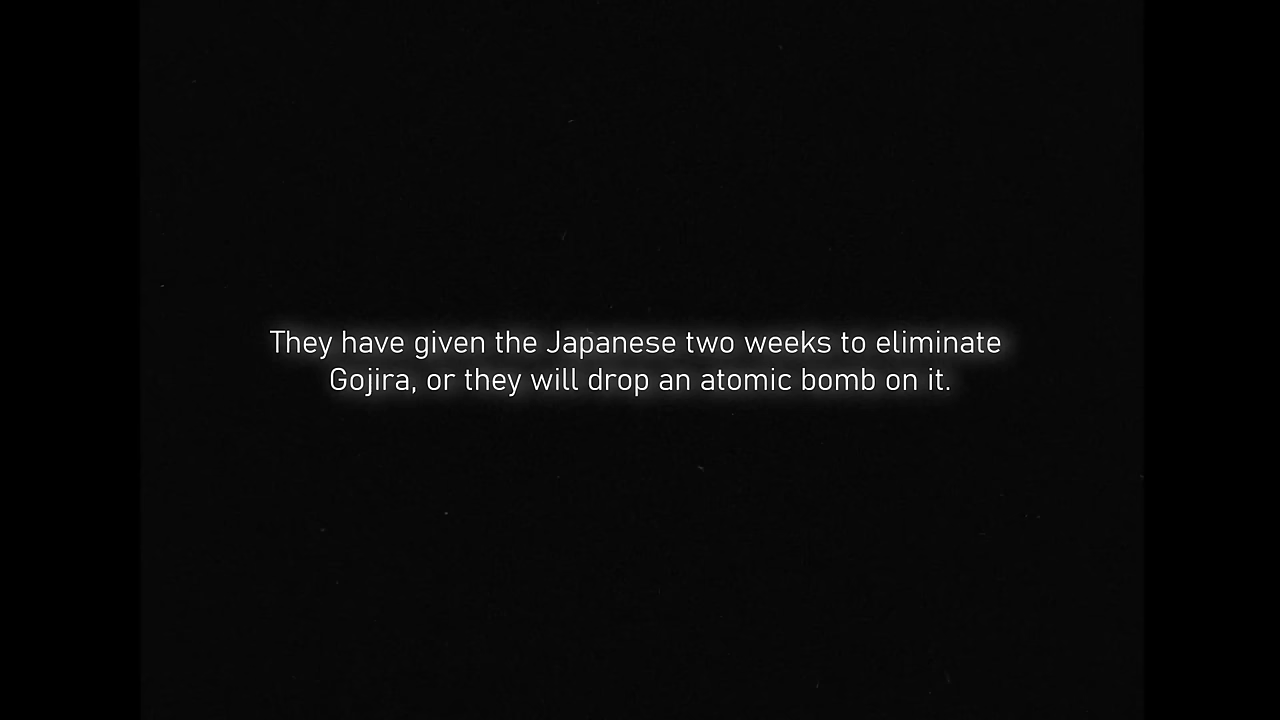 They have given the Japanese two weeks to eliminate
Gojira, or they will drop an atomic bomb on it.